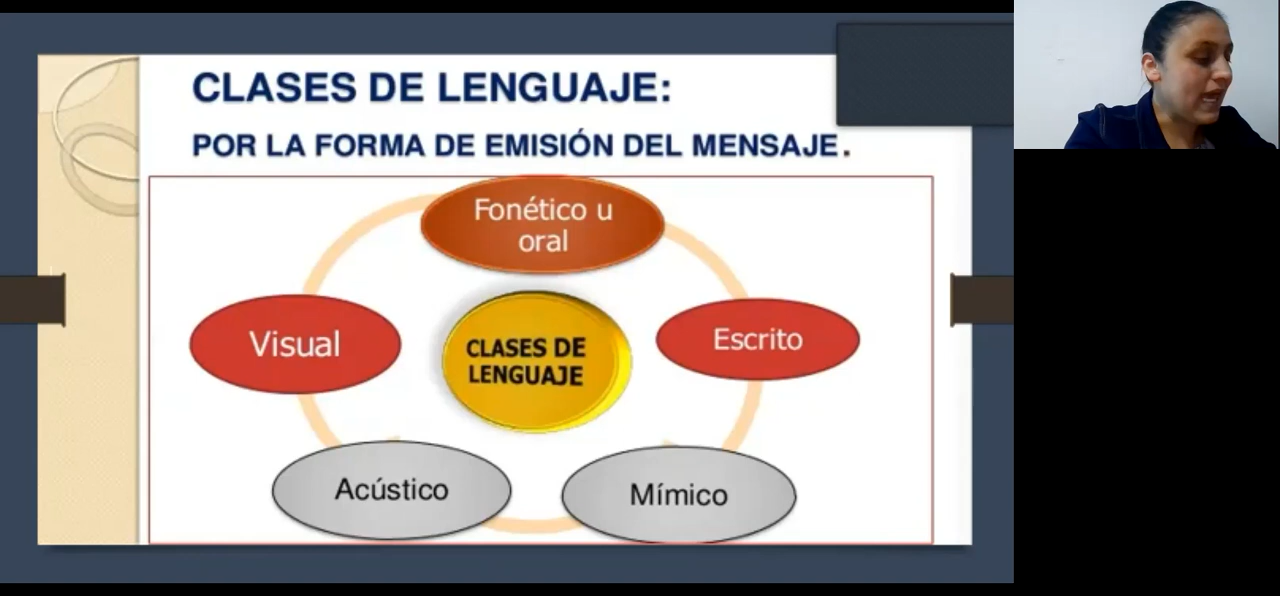 CLASES DE LENGUAJE:
POR LA FORMA DE EMISIÓN DEL MENSAJE.
Fonético u
oral
Visual
CLASES DE
LENGUAJE
Escrito
Acústico
Mímico